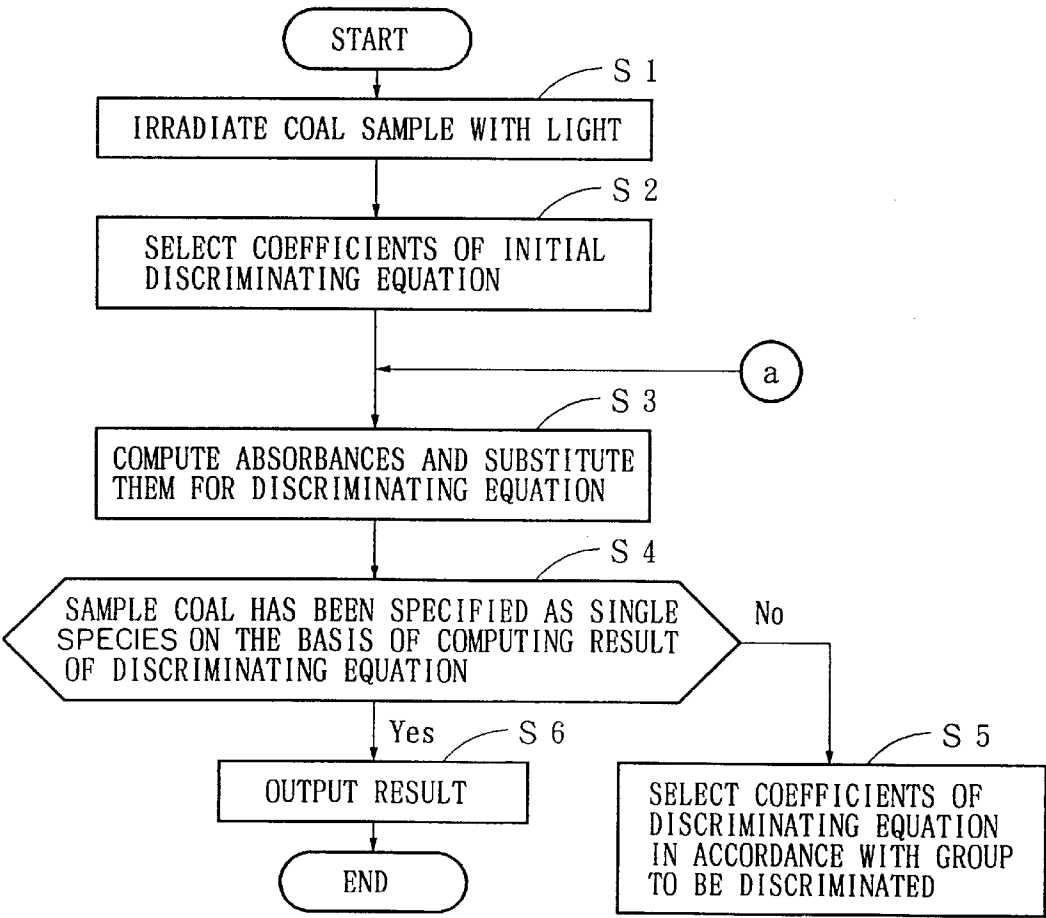 START
S 1
IRRADIATE COAL SAMPLE WITH LIGHT
S 2
SELECT COEFFICIENTS OF INITIAL
DISCRIMINATING EQUATION
a
S 3
COMPUTE ABSORBANCES AND SUBSTITUTE
THEM FOR DISCRIMINATING EQUATION
S 4
SAMPLE COAL HAS BEEN SPECIFIED AS SINGLE
SPECIES ON THE BASIS OF COMPUTING RESULT
OF DISCRIMINATING EQUATION
No
Yes
S 6
OUTPUT RESULT
END
S 5
SELECT COEFFICIENTS OF
DISCRIMINATING EQUATION
IN ACCORDANCE WITH GROUP
TO BE DISCRIMINATED